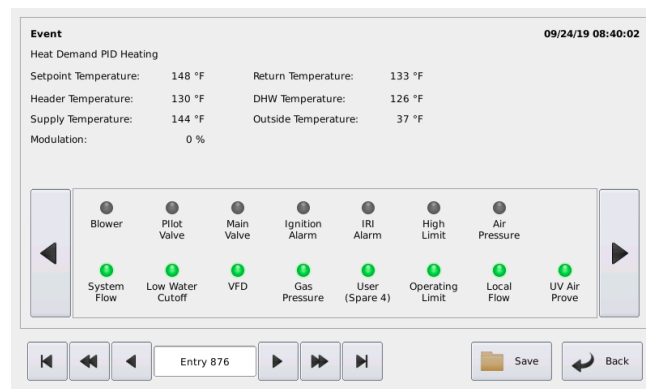 Event 09/24/19 08:40:02
Heat Demand PID Heating
Setpoint Temperature: 148 °F Return Temperature: 133 °F
Header Temperature: 130 °F DHW Temperature: 126 °F
Supply Temperature: 144 °F Outside Temperature: 37 °F
Modulation: 0 %
Blower PIlot Main Ignition IRI High Air
Valve Valve Alarm Alarm Limit Pressure
System Low Water VFD Gas User Operating Local UV Air
Flow Cutoff Pressure (Spare 4) Limit Flow Prove
Entry 876 Save Back